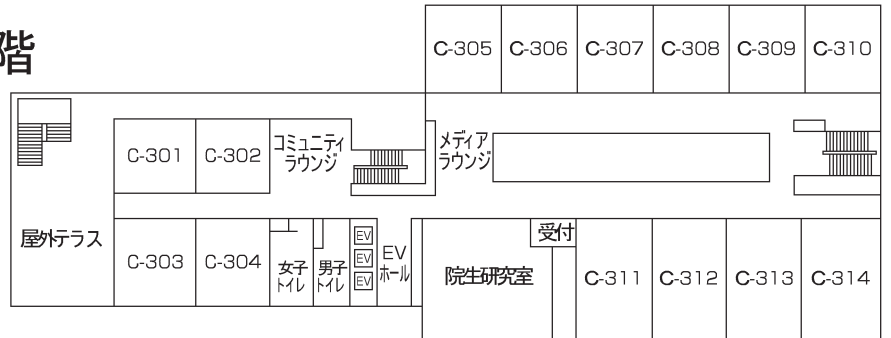 階
C-305 C-306 C-307 C-308 C-309 C-310
C-301 C-302
コミュニティ
ラウンジ
メディア
ラウンジ
屋外テラス
C-303 C-304
女子
トイレ
男子
トイレ
EV
EV
EV
EV
ホール
院生研究室
受付
C-311 C-312 C-313 C-314